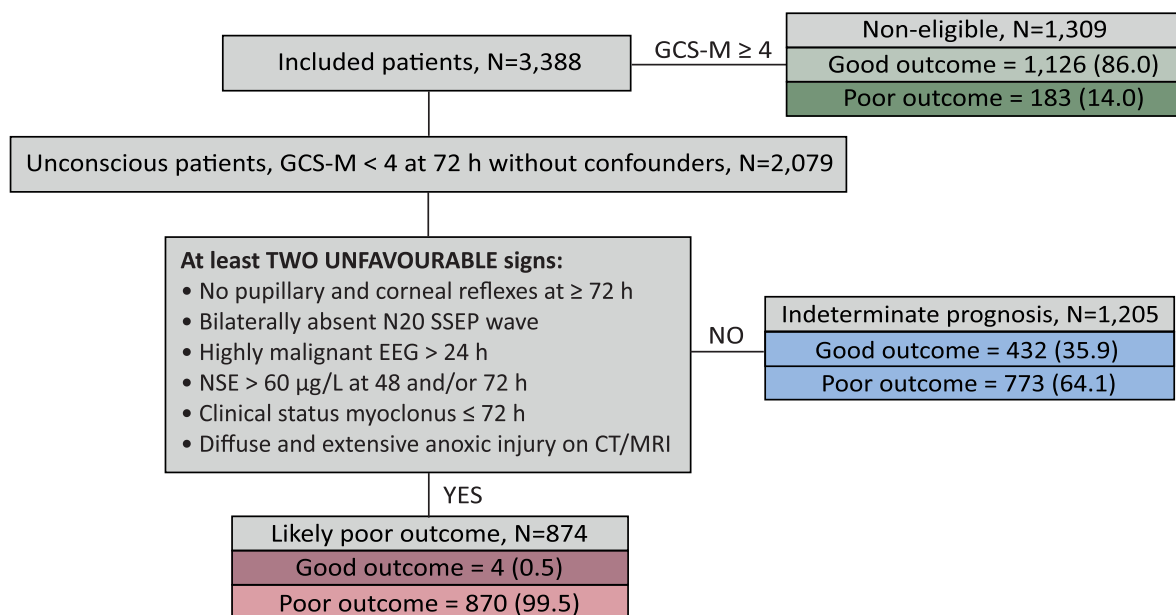 Included patients, N=3,388
GCS-M ≥ 4
Non-eligible, N=1,309
Good outcome = 1,126 (86.0)
Poor outcome = 183 (14.0)
Unconscious patients, GCS-M < 4 at 72 h without confounders, N=2,079
At least TWO UNFAVOURABLE signs:
• No pupillary and corneal reflexes at ≥ 72 h
• Bilaterally absent N20 SSEP wave
• Highly malignant EEG > 24 h
• NSE > 60 µg/L at 48 and/or 72 h
• Clinical status myoclonus ≤ 72 h
• Diffuse and extensive anoxic injury on CT/MRI
NO
Indeterminate prognosis, N=1,205
Good outcome = 432 (35.9)
Poor outcome = 773 (64.1)
YES
Likely poor outcome, N=874
Good outcome = 4 (0.5)
Poor outcome = 870 (99.5)